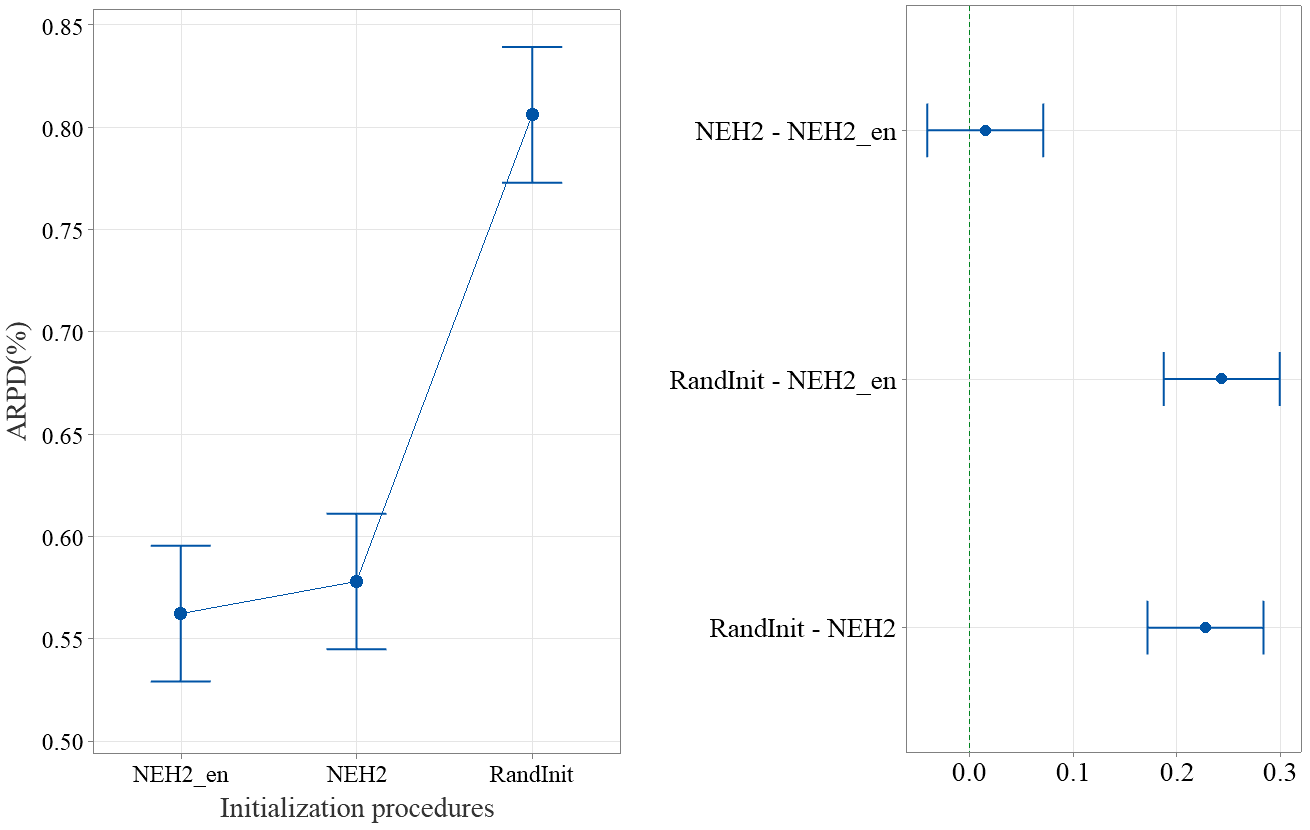 0.85
0.80
0.75
0.70
0.65
0.60
0.55
0.50
ARPD(%)
NEH2_en
NEH2
RandInit
Initialization procedures
NEH2 - NEH2_en
RandInit - NEH2_en
RandInit - NEH2
0.0
0.1
0.2
0.3